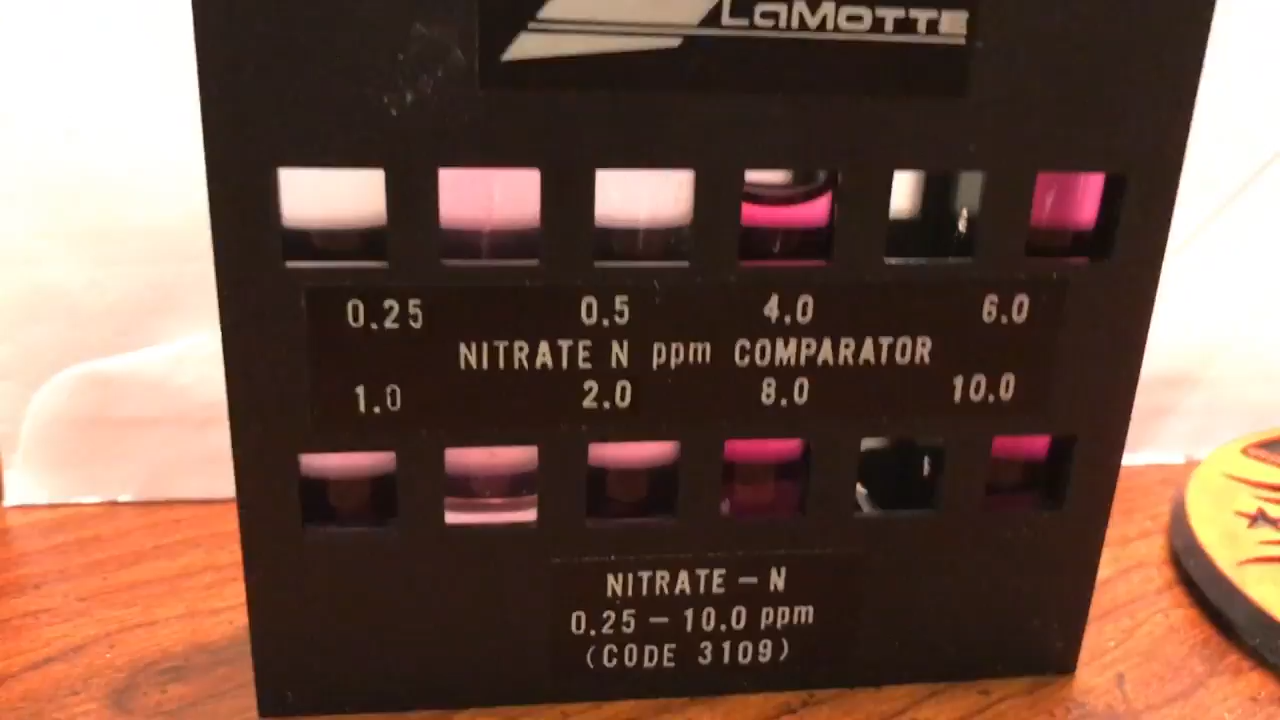 LaMOTTE
0.25 0.5 4.0 6.0
NITRATE N ppm COMPARATOR
1.0 2.0 8.0 10.0
NITRATE – N
0.25 – 10.0 ppm
(CODE 3109)